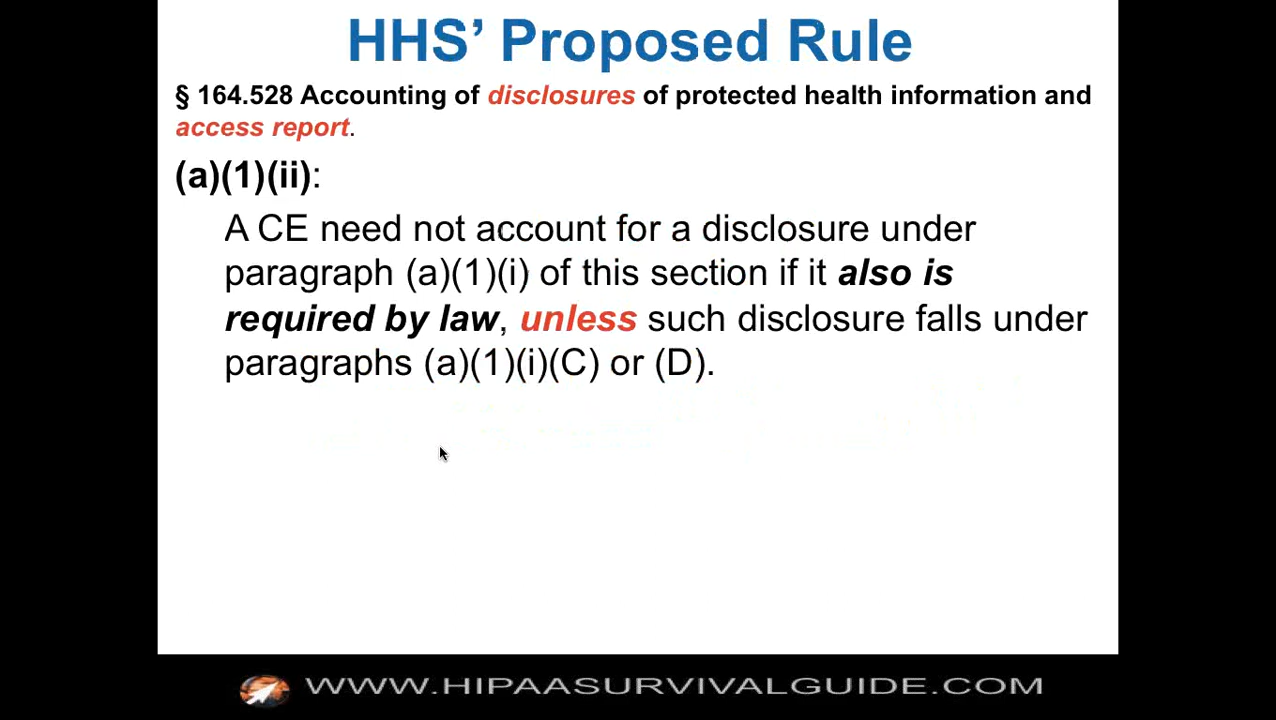 HHS’ Proposed Rule
§ 164.528 Accounting of disclosures of protected health information and
access report.
(a)(1)(ii):
A CE need not account for a disclosure under
paragraph (a)(1)(i) of this section if it also is
required by law, unless such disclosure falls under
paragraphs (a)(1)(i)(C) or (D).
WWW.HIPAASURVIVALGUIDE.COM